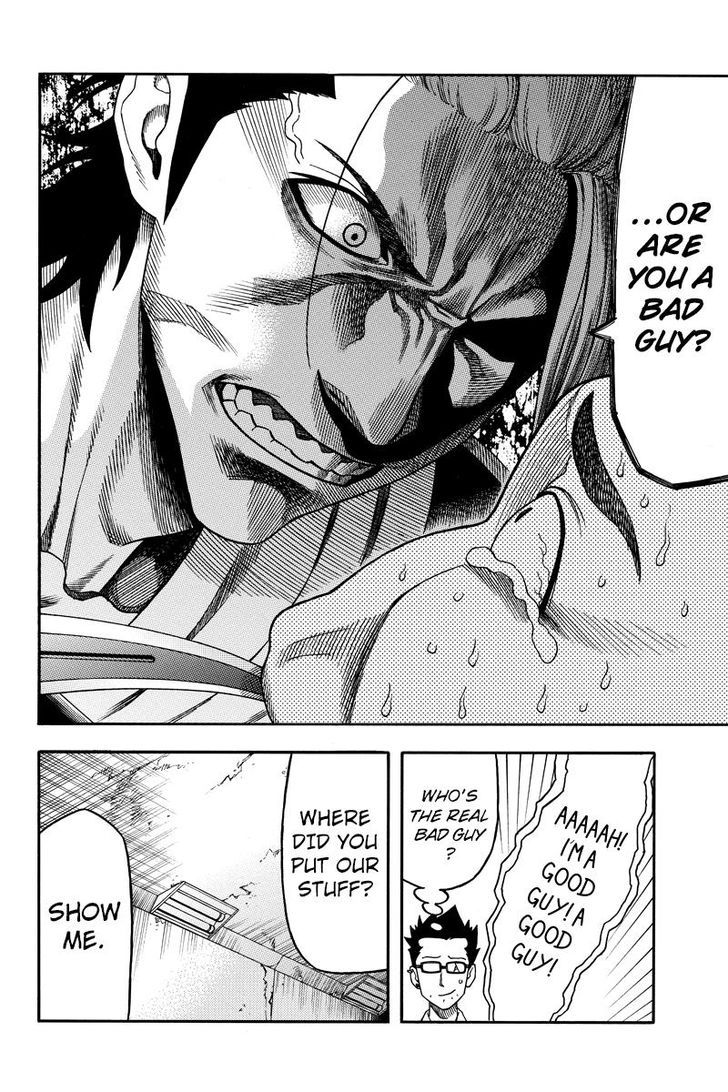 ...OR
ARE
YOU A
BAD
GUY?
AAAAAH!
I'M A
GOOD
GUY! A
GOOD
GUY!
WHO'S
THE REAL
BAD GUY
?
WHERE
DID YOU
PUT OUR
STUFF?
SHOW
ME.